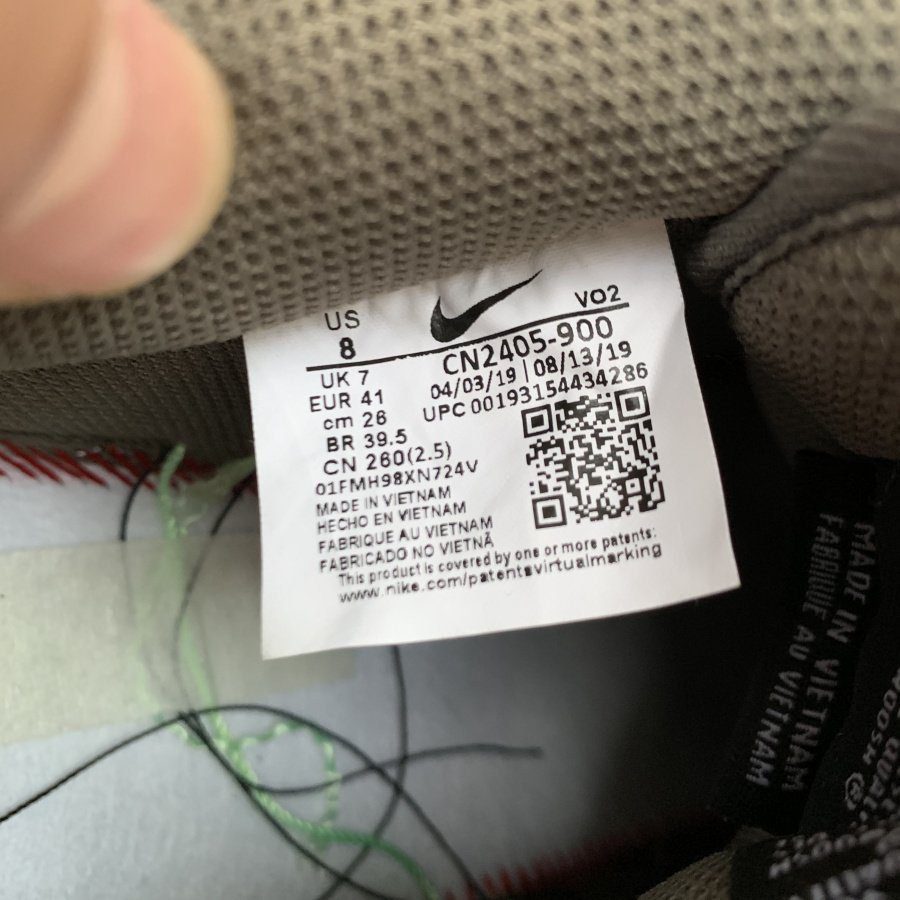 US
8
VO2
CN2405-900
04/03/19 | 08/13/19
UPC 00193154434286
UK 7
EUR 41
cm 26
BR 39.5
CN 260(2.5)
01FMH98XN724V
MADE IN VIETNAM
HECHO EN VIETNAM
FABRIQUE AU VIETNAM
FABRICADO NO VIETNÃ
This product is covered by one or more patents:
www.nike.com/patentsvirtualmarking
MADE IN VIETNAM
FABRIQUE AU VIETNAM